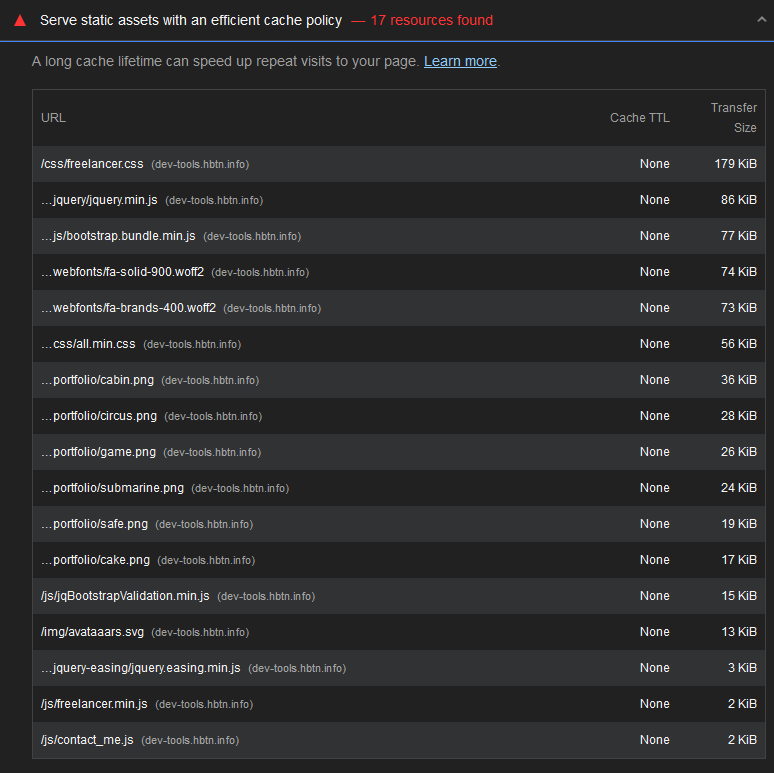 Serve static assets with an efficient cache policy — 17 resources found
A long cache lifetime can speed up repeat visits to your page. Learn more.
URL Cache TTL Transfer Size
/css/freelancer.css (dev-tools.hbtn.info) None 179 KiB
…jquery/jquery.min.js (dev-tools.hbtn.info) None 86 KiB
…js/bootstrap.bundle.min.js (dev-tools.hbtn.info) None 77 KiB
…webfonts/fa-solid-900.woff2 (dev-tools.hbtn.info) None 74 KiB
…webfonts/fa-brands-400.woff2 (dev-tools.hbtn.info) None 73 KiB
…css/all.min.css (dev-tools.hbtn.info) None 56 KiB
…portfolio/cabin.png (dev-tools.hbtn.info) None 36 KiB
…portfolio/circus.png (dev-tools.hbtn.info) None 28 KiB
…portfolio/game.png (dev-tools.hbtn.info) None 26 KiB
…portfolio/submarine.png (dev-tools.hbtn.info) None 24 KiB
…portfolio/safe.png (dev-tools.hbtn.info) None 19 KiB
…portfolio/cake.png (dev-tools.hbtn.info) None 17 KiB
/js/jqBootstrapValidation.min.js (dev-tools.hbtn.info) None 15 KiB
/img/avataaars.svg (dev-tools.hbtn.info) None 13 KiB
…jquery-easing/jquery.easing.min.js (dev-tools.hbtn.info) None 3 KiB
/js/freelancer.min.js (dev-tools.hbtn.info) None 2 KiB
/js/contact_me.js (dev-tools.hbtn.info) None 2 KiB